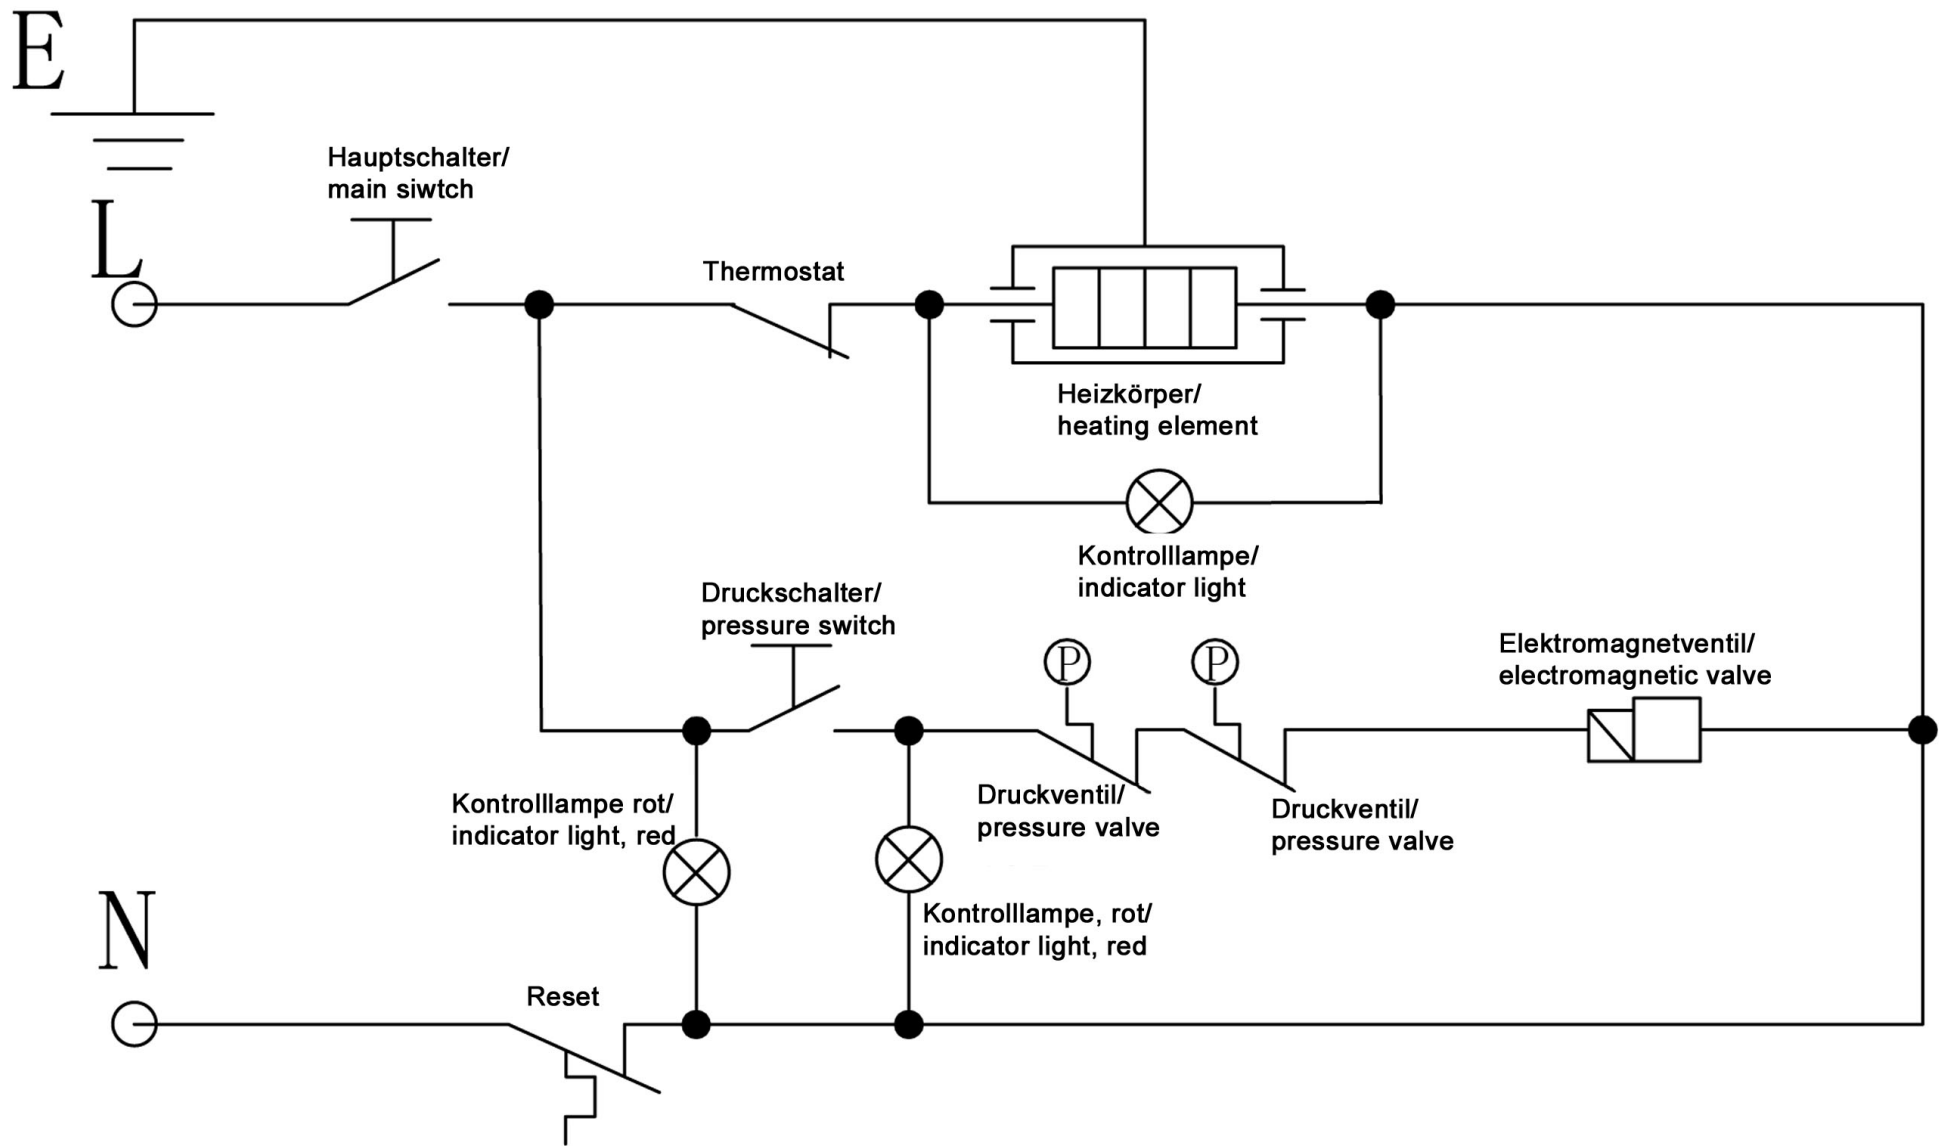 E
Hauptschalter/
main siwtch
L
Thermostat
Heizkörper/
heating element
Kontrolllampe/
indicator light
Druckschalter/
pressure switch
P
P
Elektromagnetventil/
electromagnetic valve
Kontrolllampe rot/
indicator light, red
Druckventil/
pressure valve
Druckventil/
pressure valve
Kontrolllampe, rot/
indicator light, red
N
Reset